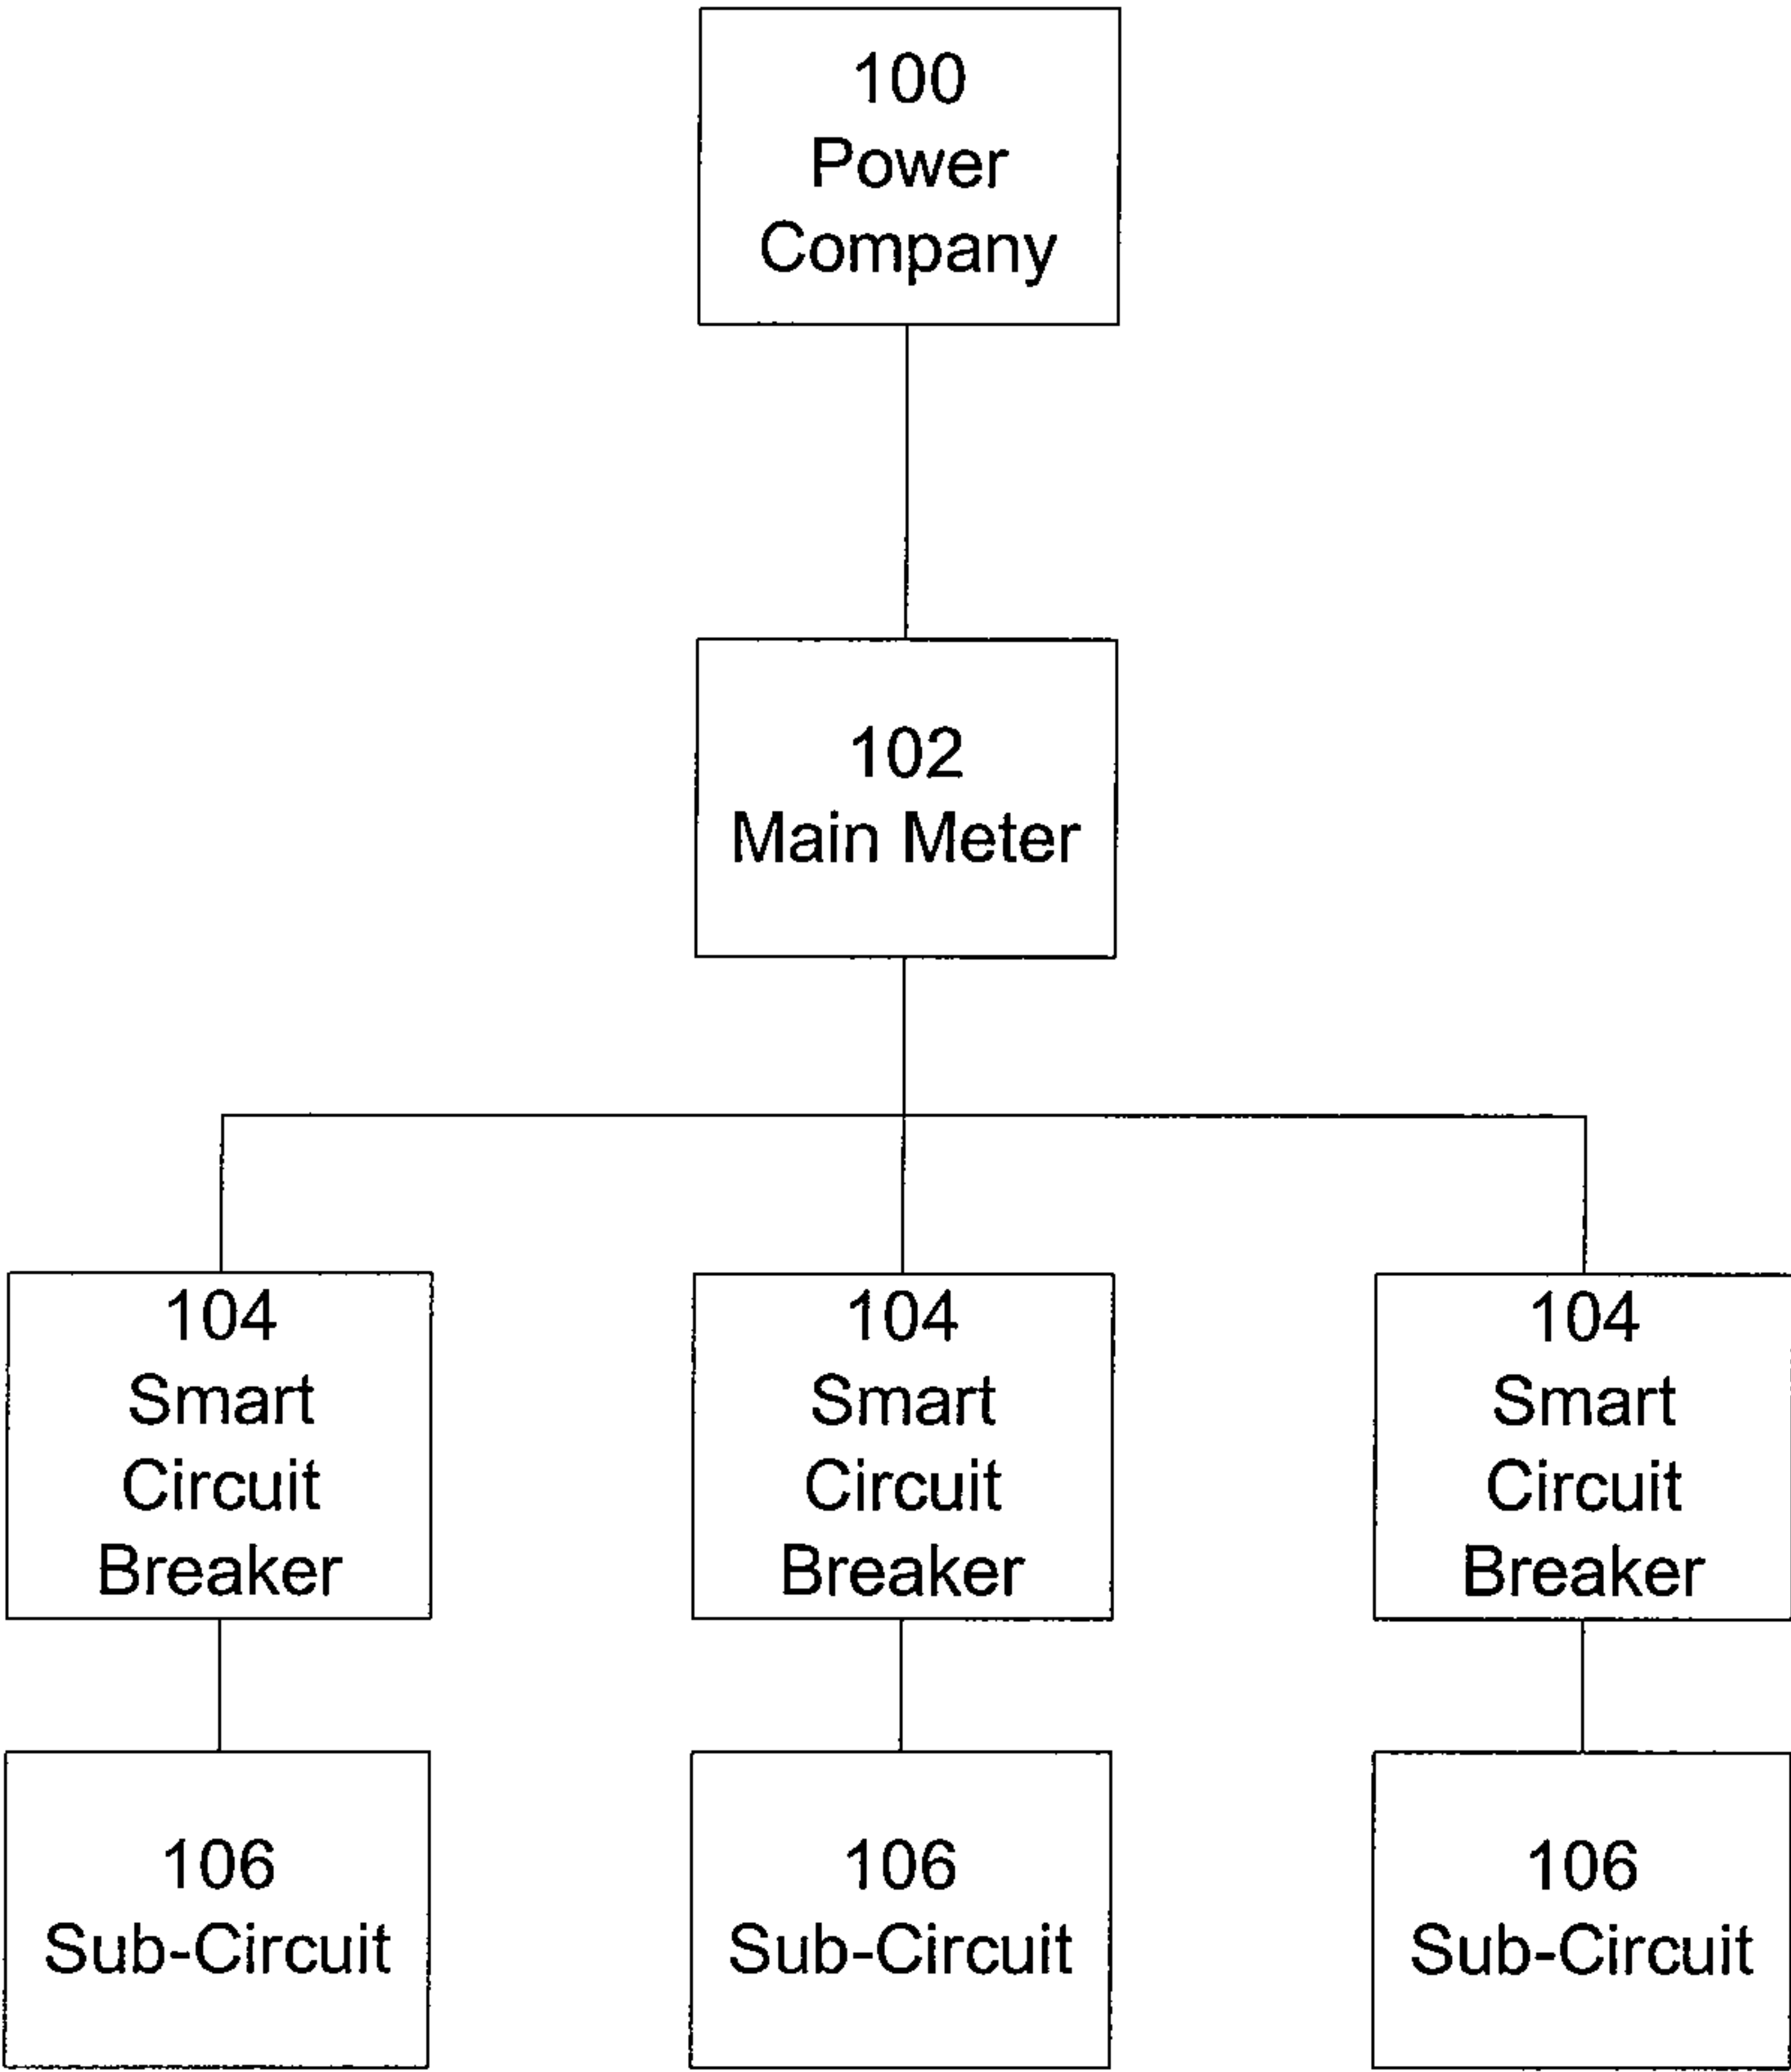 100
Power
Company
102
Main Meter
104
Smart
Circuit
Breaker
104
Smart
Circuit
Breaker
104
Smart
Circuit
Breaker
106
Sub-Circuit
106
Sub-Circuit
106
Sub-Circuit